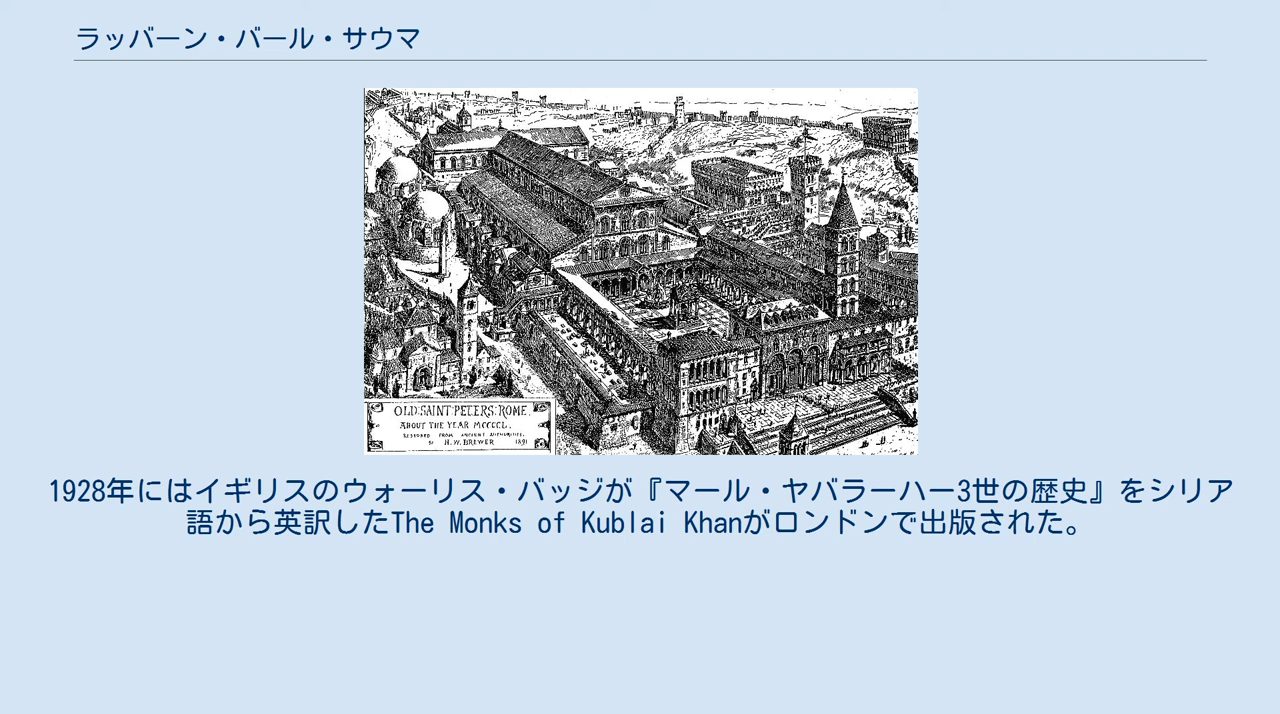 ラッバーン・バール・サウマ
OLD:SAINT:PETERS:ROME.
ABOUT THE YEAR MCCCCL.
RESTORED FROM ANCIENT AUTHORITIES.
BY H.W.BREWER 1891
1928年にはイギリスのウォーリス・バッジが『マール・ヤバラーハー3世の歴史』をシリア
語から英訳したThe Monks of Kublai Khanがロンドンで出版された。